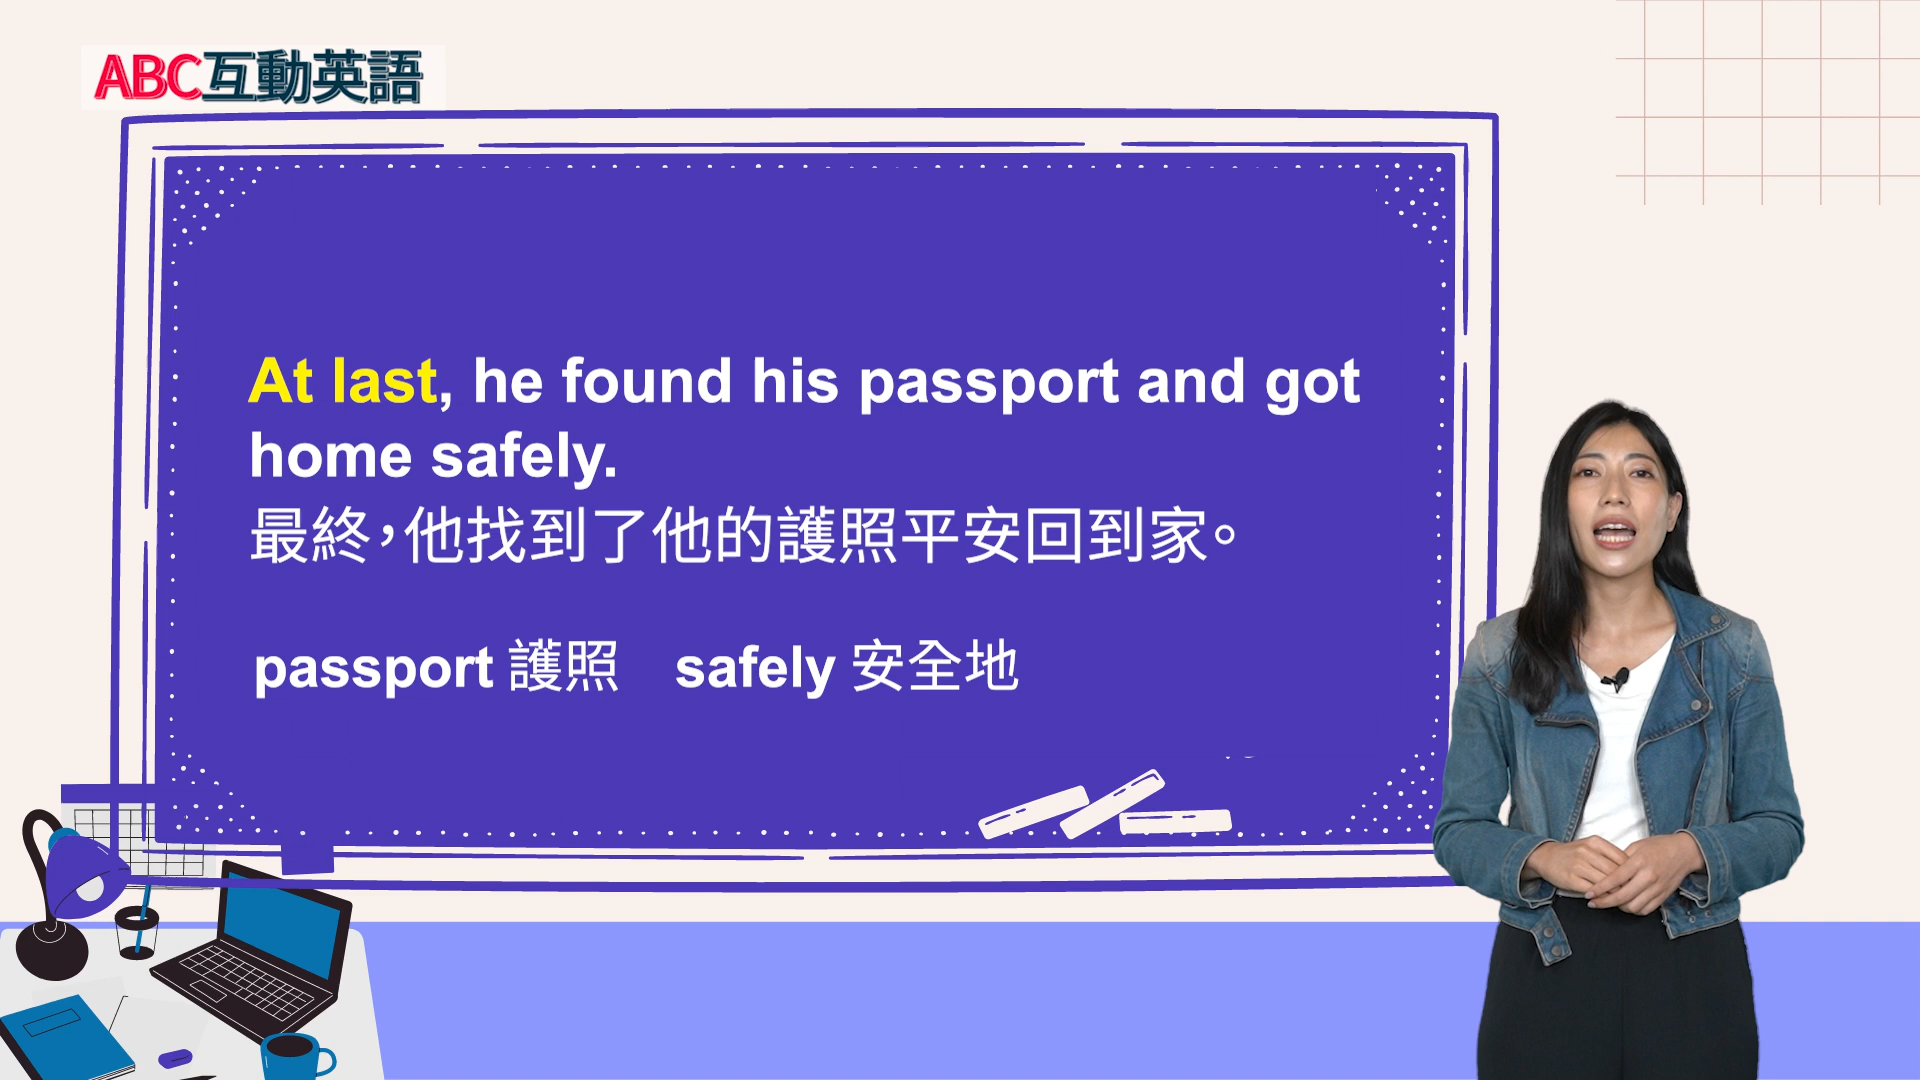 ABC互動英語
At last, he found his passport and got
home safely.
最終，他找到了他的護照平安回到家。
passport 護照 safely 安全地